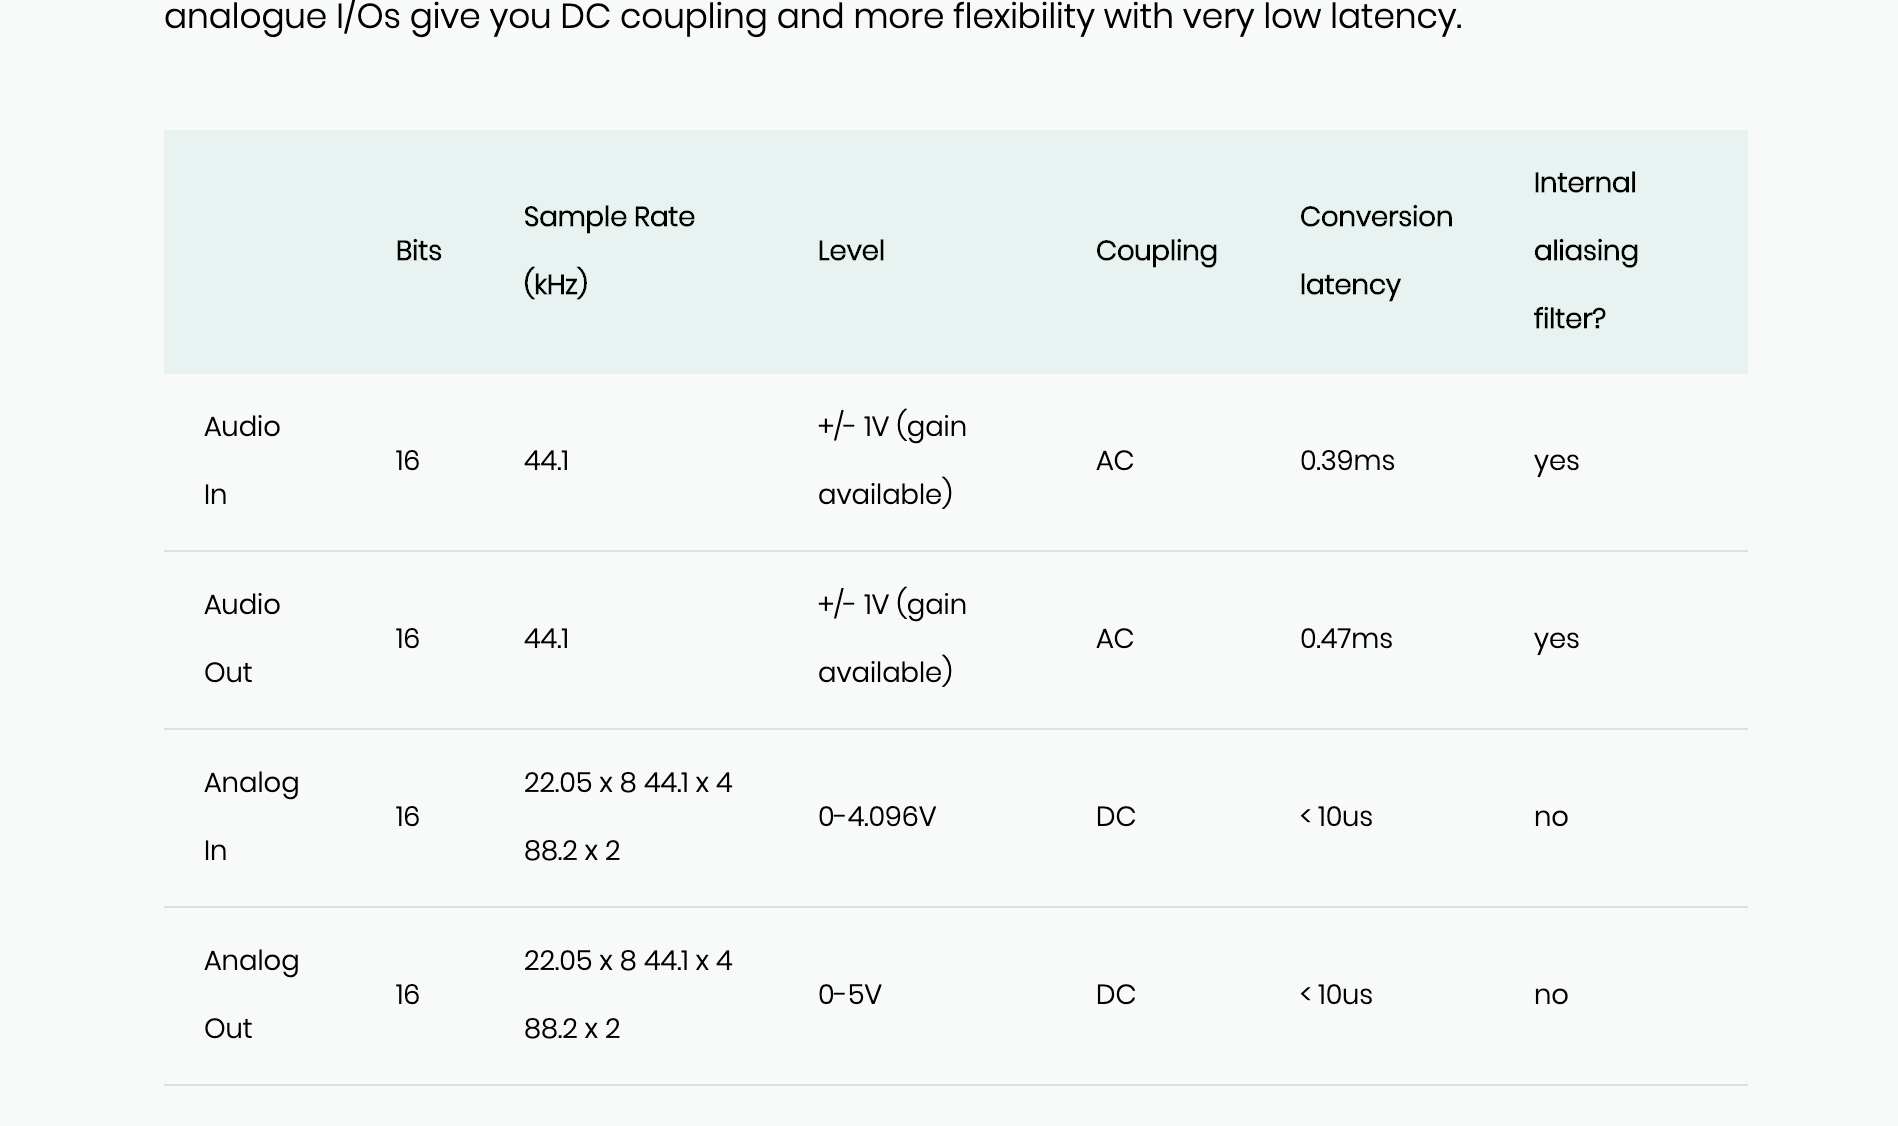 analogue I/Os give you DC coupling and more flexibility with very low latency.
Bits
Sample Rate
(kHz)
Level
Coupling
Conversion
latency
Internal
aliasing
filter?
Audio
In
16
44.1
+/- 1V (gain
available)
AC
0.39ms
yes
Audio
Out
16
44.1
+/- 1V (gain
available)
AC
0.47ms
yes
Analog
In
16
22.05 x 8 44.1 x 4
88.2 x 2
0-4.096V
DC
< 10us
no
Analog
Out
16
22.05 x 8 44.1 x 4
88.2 x 2
0-5V
DC
< 10us
no